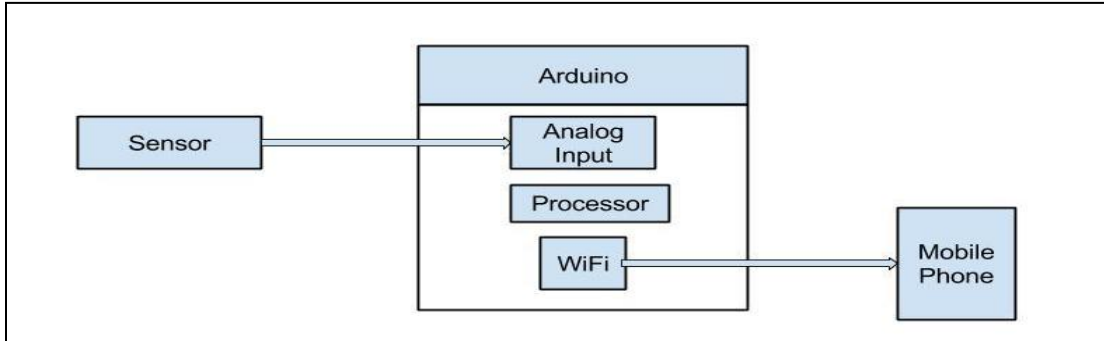 Arduino
Sensor
Analog
Input
Processor
WiFi
Mobile
Phone